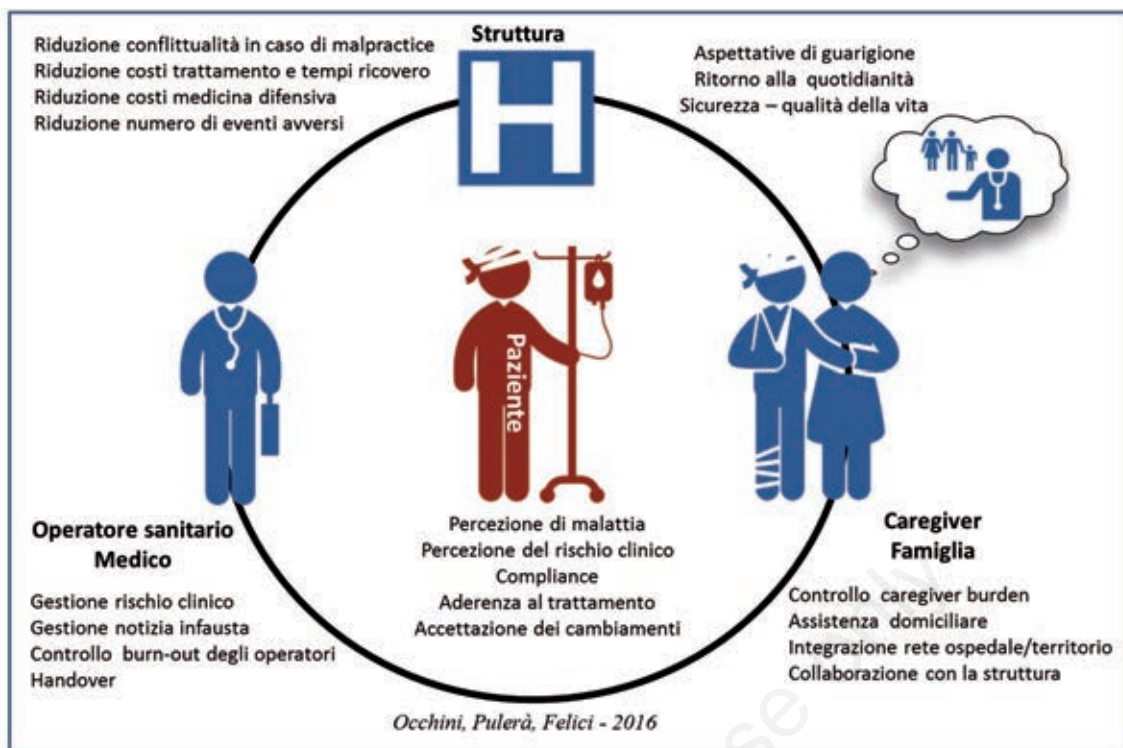 Riduzione conflittualità in caso di malpractice
Riduzione costi trattamento e tempi ricovero
Riduzione costi medicina difensiva
Riduzione numero di eventi avversi
Struttura
H
Aspettative di guarigione
Ritorno alla quotidianità
Sicurezza – qualità della vita
Paziente
Operatore sanitario
Medico
Gestione rischio clinico
Gestione notizia infausta
Controllo burn-out degli operatori
Handover
Percezione di malattia
Percezione del rischio clinico
Compliance
Aderenza al trattamento
Accettazione dei cambiamenti
Caregiver
Famiglia
Controllo caregiver burden
Assistenza domiciliare
Integrazione rete ospedale/territorio
Collaborazione con la struttura
Occhini, Pulerà, Felici - 2016